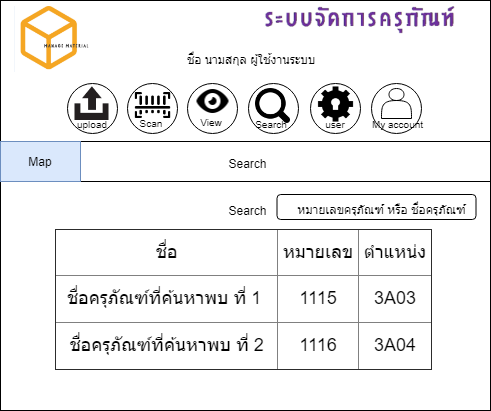 ระบบจัดการครุภัณฑ์
MANAGE MATERIAL
ชื่อ นามสกุล ผู้ใช้งานระบบ
upload Scan View Search user My account
Map Search
Search หมายเลขครุภัณฑ์ หรือ ชื่อครุภัณฑ์
ชื่อ หมายเลข ตำแหน่ง
ชื่อครุภัณฑ์ที่ค้นหาพบ ที่ 1 1115 3A03
ชื่อครุภัณฑ์ที่ค้นหาพบ ที่ 2 1116 3A04